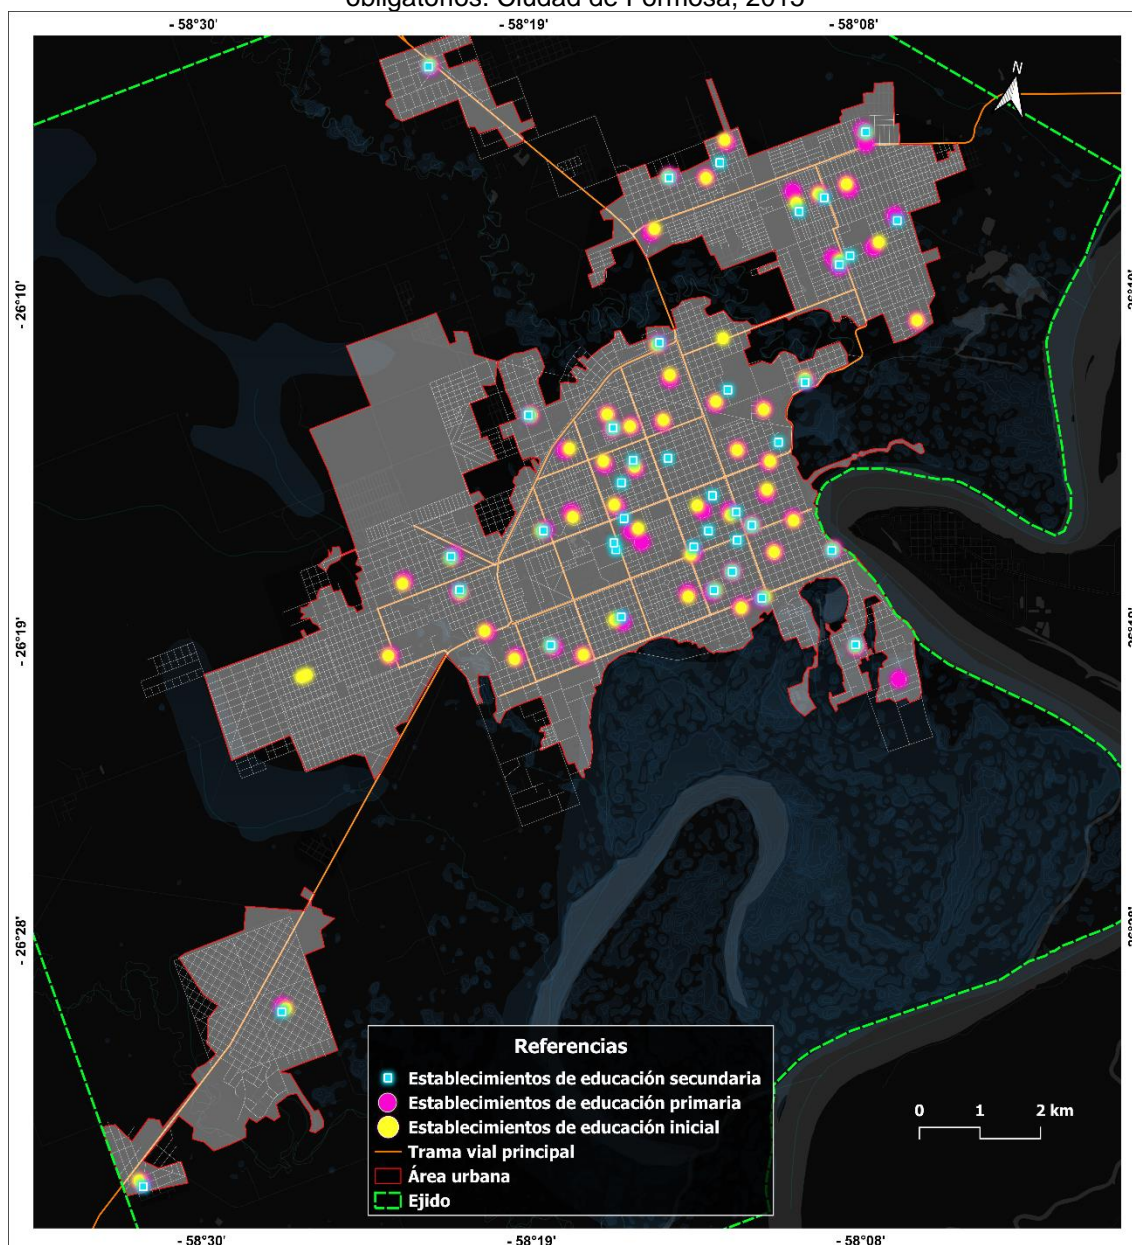 obligatorios. Ciudad de Formosa, 2015
- 58°30'
- 58°19'
- 58°08'
N
- 26°10'
- 26°19'
- 26°28'
Referencias
Establecimientos de educación secundaria
Establecimientos de educación primaria
Establecimientos de educación inicial
Trama vial principal
Área urbana
Ejido
0 1 2 km
- 58°30'
- 58°19'
- 58°08'